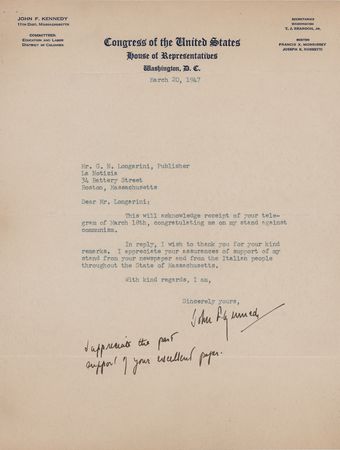 JOHN F. KENNEDY
11TH DIST. MASSACHUSETTS
COMMITTEES:
EDUCATION AND LABOR
DISTRICT OF COLUMBIA
SECRETARIES
WASHINGTON
T. J. REARDON, JR.
BOSTON
FRANCIS X. MORRISSEY
JOSEPH E. ROSSETTI
Congress of the United States
House of Representatives
Washington, D. C.
March 20, 1947
Mr. G. N. Longarini, Publisher
La Notizia
34 Battery Street
Boston, Massachusetts
Dear Mr. Longarini:
This will acknowledge receipt of your tele-
gram of March 18th, congratulating me on my stand against
communism.
In reply, I wish to thank you for your kind
remarks. I appreciate your assurances of support of my
stand from your newspaper and from the Italian people
throughout the State of Massachusetts.
With kind regards, I am,
Sincerely yours,
John F Kennedy
I appreciate the past
support of your excellent paper.